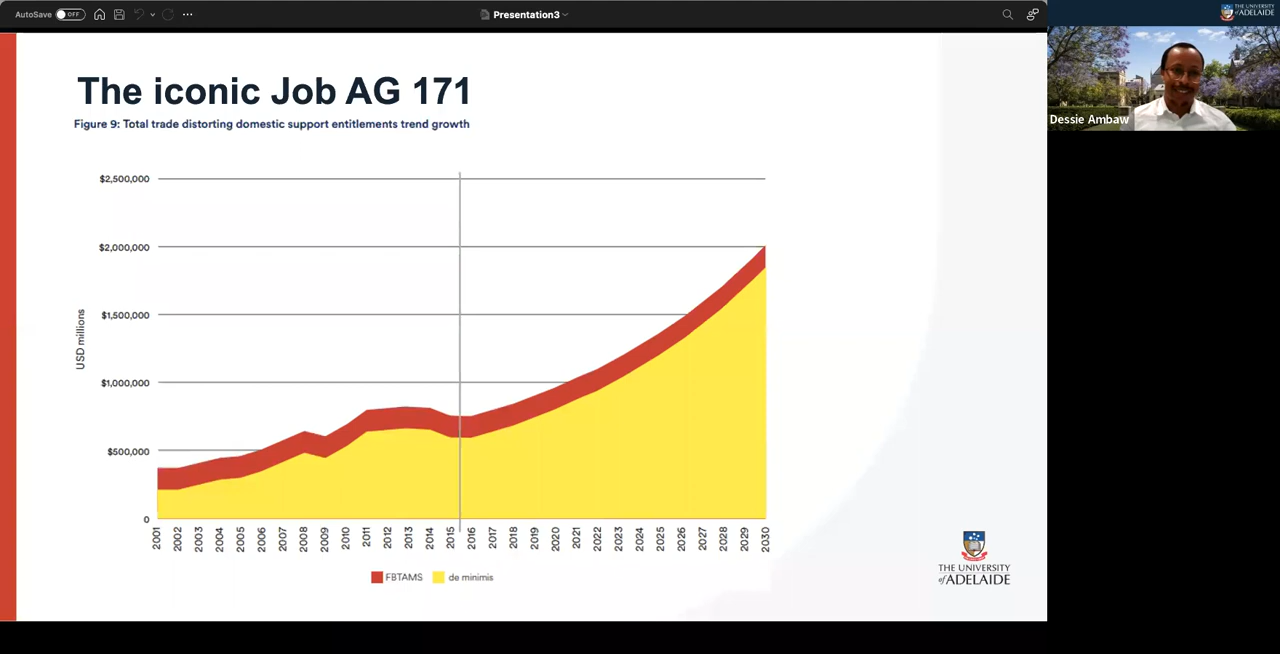 AutoSave OFF
Presentation3
THE UNIVERSITY
of ADELAIDE
Dessie Ambaw
The iconic Job AG 171
Figure 9: Total trade distorting domestic support entitlements trend growth
USD millions
$2,500,000
$2,000,000
$1,500,000
$1,000,000
$500,000
0
2001 2002 2003 2004 2005 2006 2007 2008 2009 2010 2011 2012 2013 2014 2015 2016 2017 2018 2019 2020 2021 2022 2023 2024 2025 2026 2027 2028 2029 2030
FBTAMS de minimis
THE UNIVERSITY
of ADELAIDE